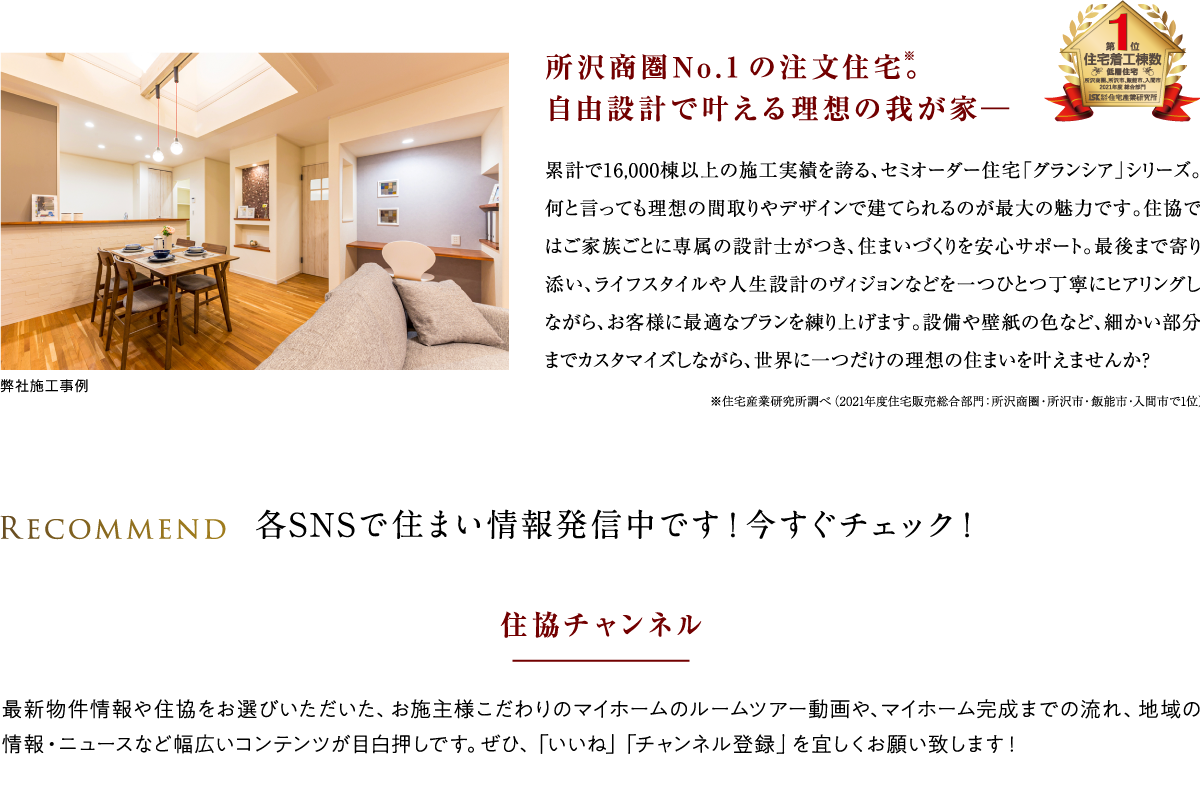 所沢商圏No.1の注文住宅※。
自由設計で叶える理想の我が家―
第1位
住宅着工棟数
低層住宅
所沢商圏、所沢市、飯能市、入間市
2021年度 総合部門
住宅産業研究所
累計で16,000棟以上の施工実績を誇る、セミオーダー住宅「グランシア」シリーズ。
何と言っても理想の間取りやデザインで建てられるのが最大の魅力です。住協で
はご家族ごとに専属の設計士がつき、住まいづくりを安心サポート。最後まで寄り
添い、ライフスタイルや人生設計のヴィジョンなどを一つひとつ丁寧にヒアリングし
ながら、お客様に最適なプランを練り上げます。設備や壁紙の色など、細かい部分
までカスタマイズしながら、世界に一つだけの理想の住まいを叶えませんか?
弊社施工事例
※住宅産業研究所調べ（2021年度住宅販売総合部門：所沢商圏・所沢市・飯能市・入間市で1位）
RECOMMEND 各SNSで住まい情報発信中です！今すぐチェック！
住協チャンネル
最新物件情報や住協をお選びいただいた、お施主様こだわりのマイホームのルームツアー動画や、マイホーム完成までの流れ、地域の
情報・ニュースなど幅広いコンテンツが目白押しです。ぜひ、「いいね」「チャンネル登録」を宜しくお願い致します！